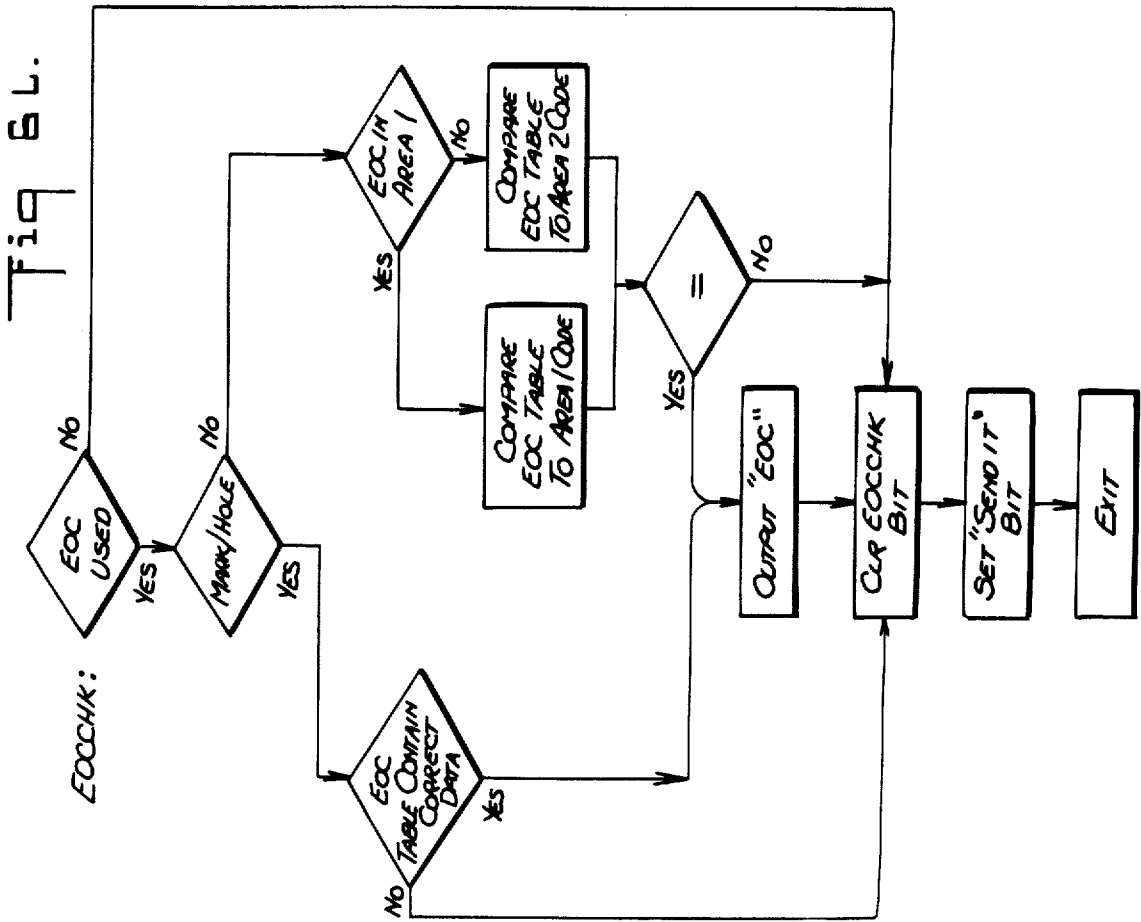 Fig 6L.
EOCCHK:
EOC
USED
NO
YES
MARK/HOLE
NO
YES
EOC IN
AREA 1
YES
NO
EOC
TABLE CONTAIN
CORRECT
DATA
NO
YES
COMPARE
EOC TABLE
TO AREA 1 CODE
COMPARE
EOC TABLE
TO AREA 2 CODE
=
YES
NO
OUTPUT "EOC"
CLR EOCCHK
BIT
SET "SEND IT"
BIT
EXIT